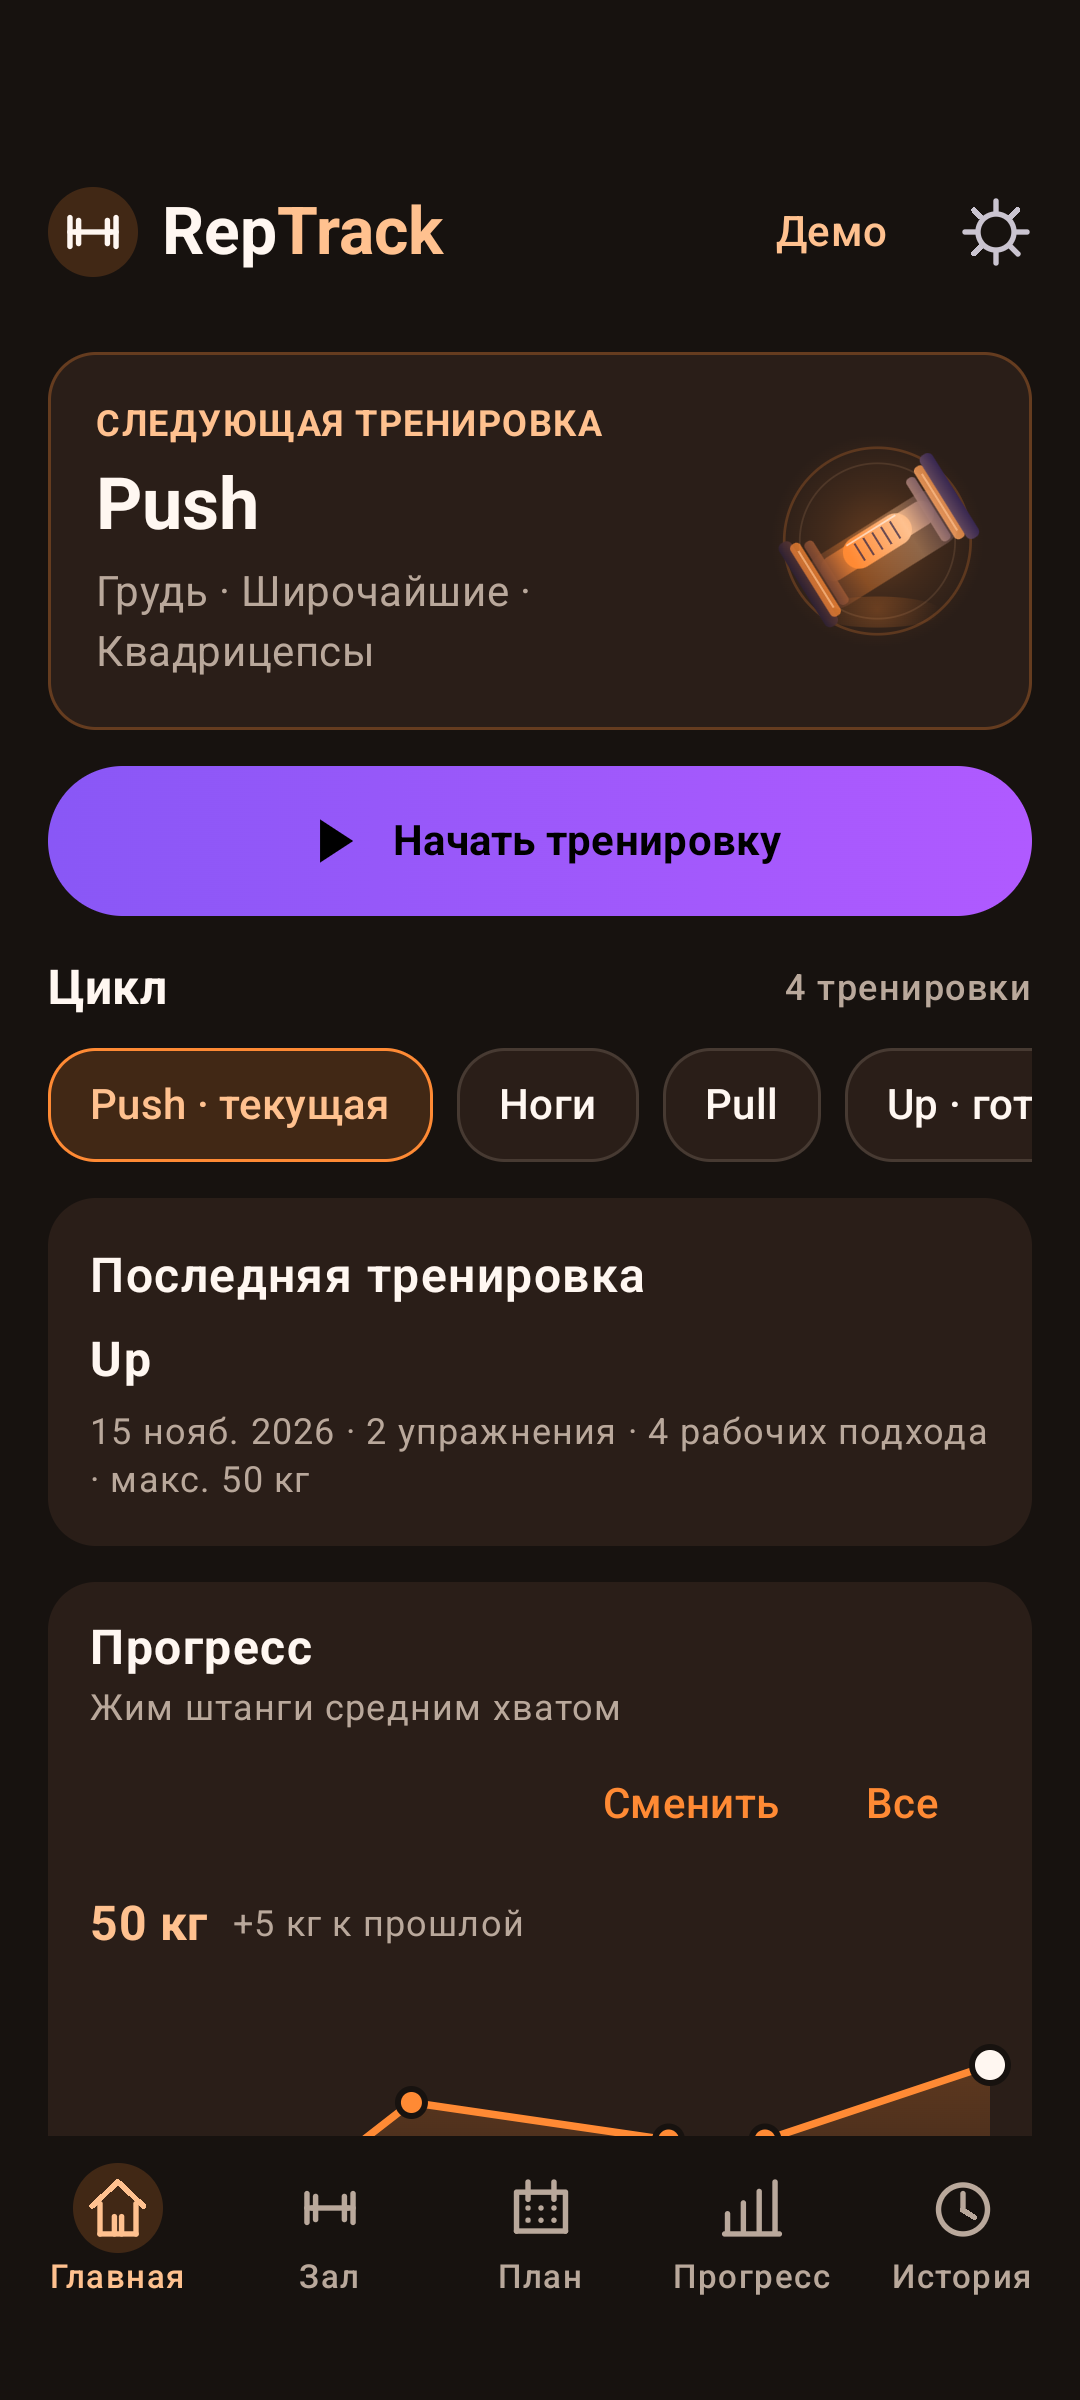 RepTrack
Демо
СЛЕДУЮЩАЯ ТРЕНИРОВКА
Push
Грудь · Широчайшие ·
Квадрицепсы
Начать тренировку
Цикл
4 тренировки
Push · текущая
Ноги
Pull
Up · гот
Последняя тренировка
Up
15 нояб. 2026 · 2 упражнения · 4 рабочих подхода
· макс. 50 кг
Прогресс
Жим штанги средним хватом
Сменить
Все
50 кг +5 кг к прошлой
Главная
Зал
План
Прогресс
История